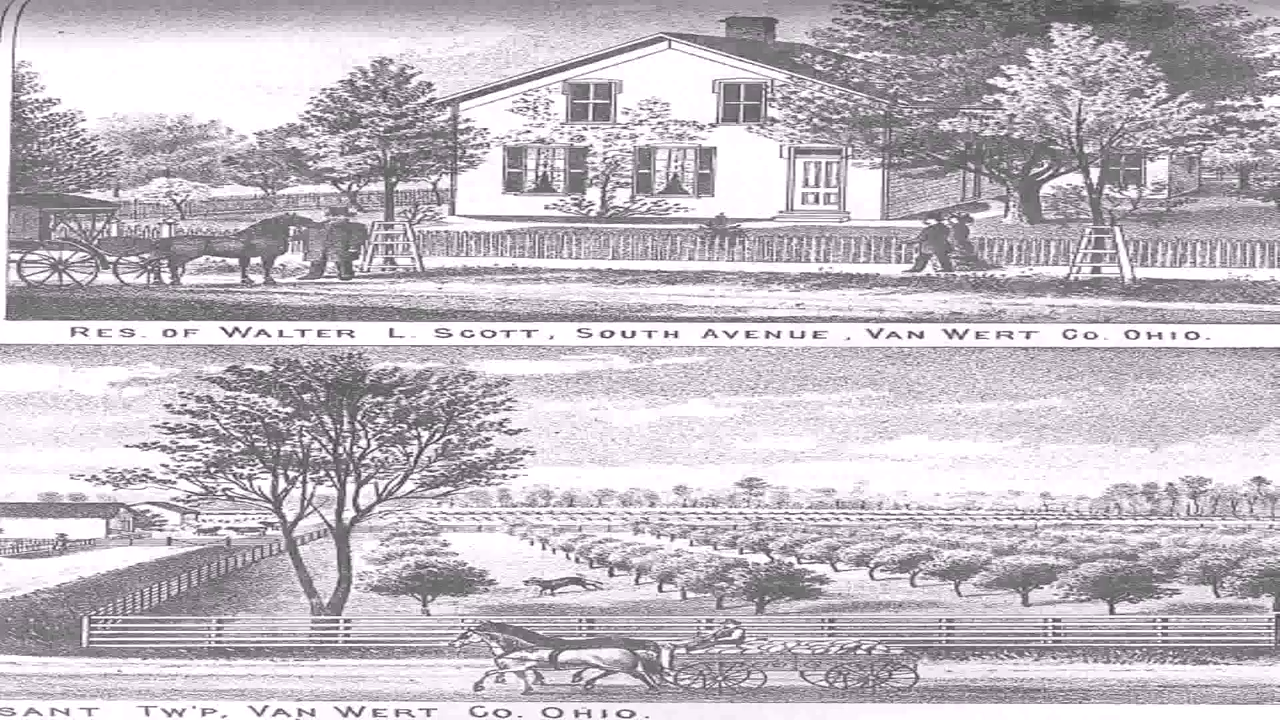 RES. OF WALTER L. SCOTT, SOUTH AVENUE, VAN WERT CO. OHIO.
SANT TW'P, VAN WERT CO. OHIO.